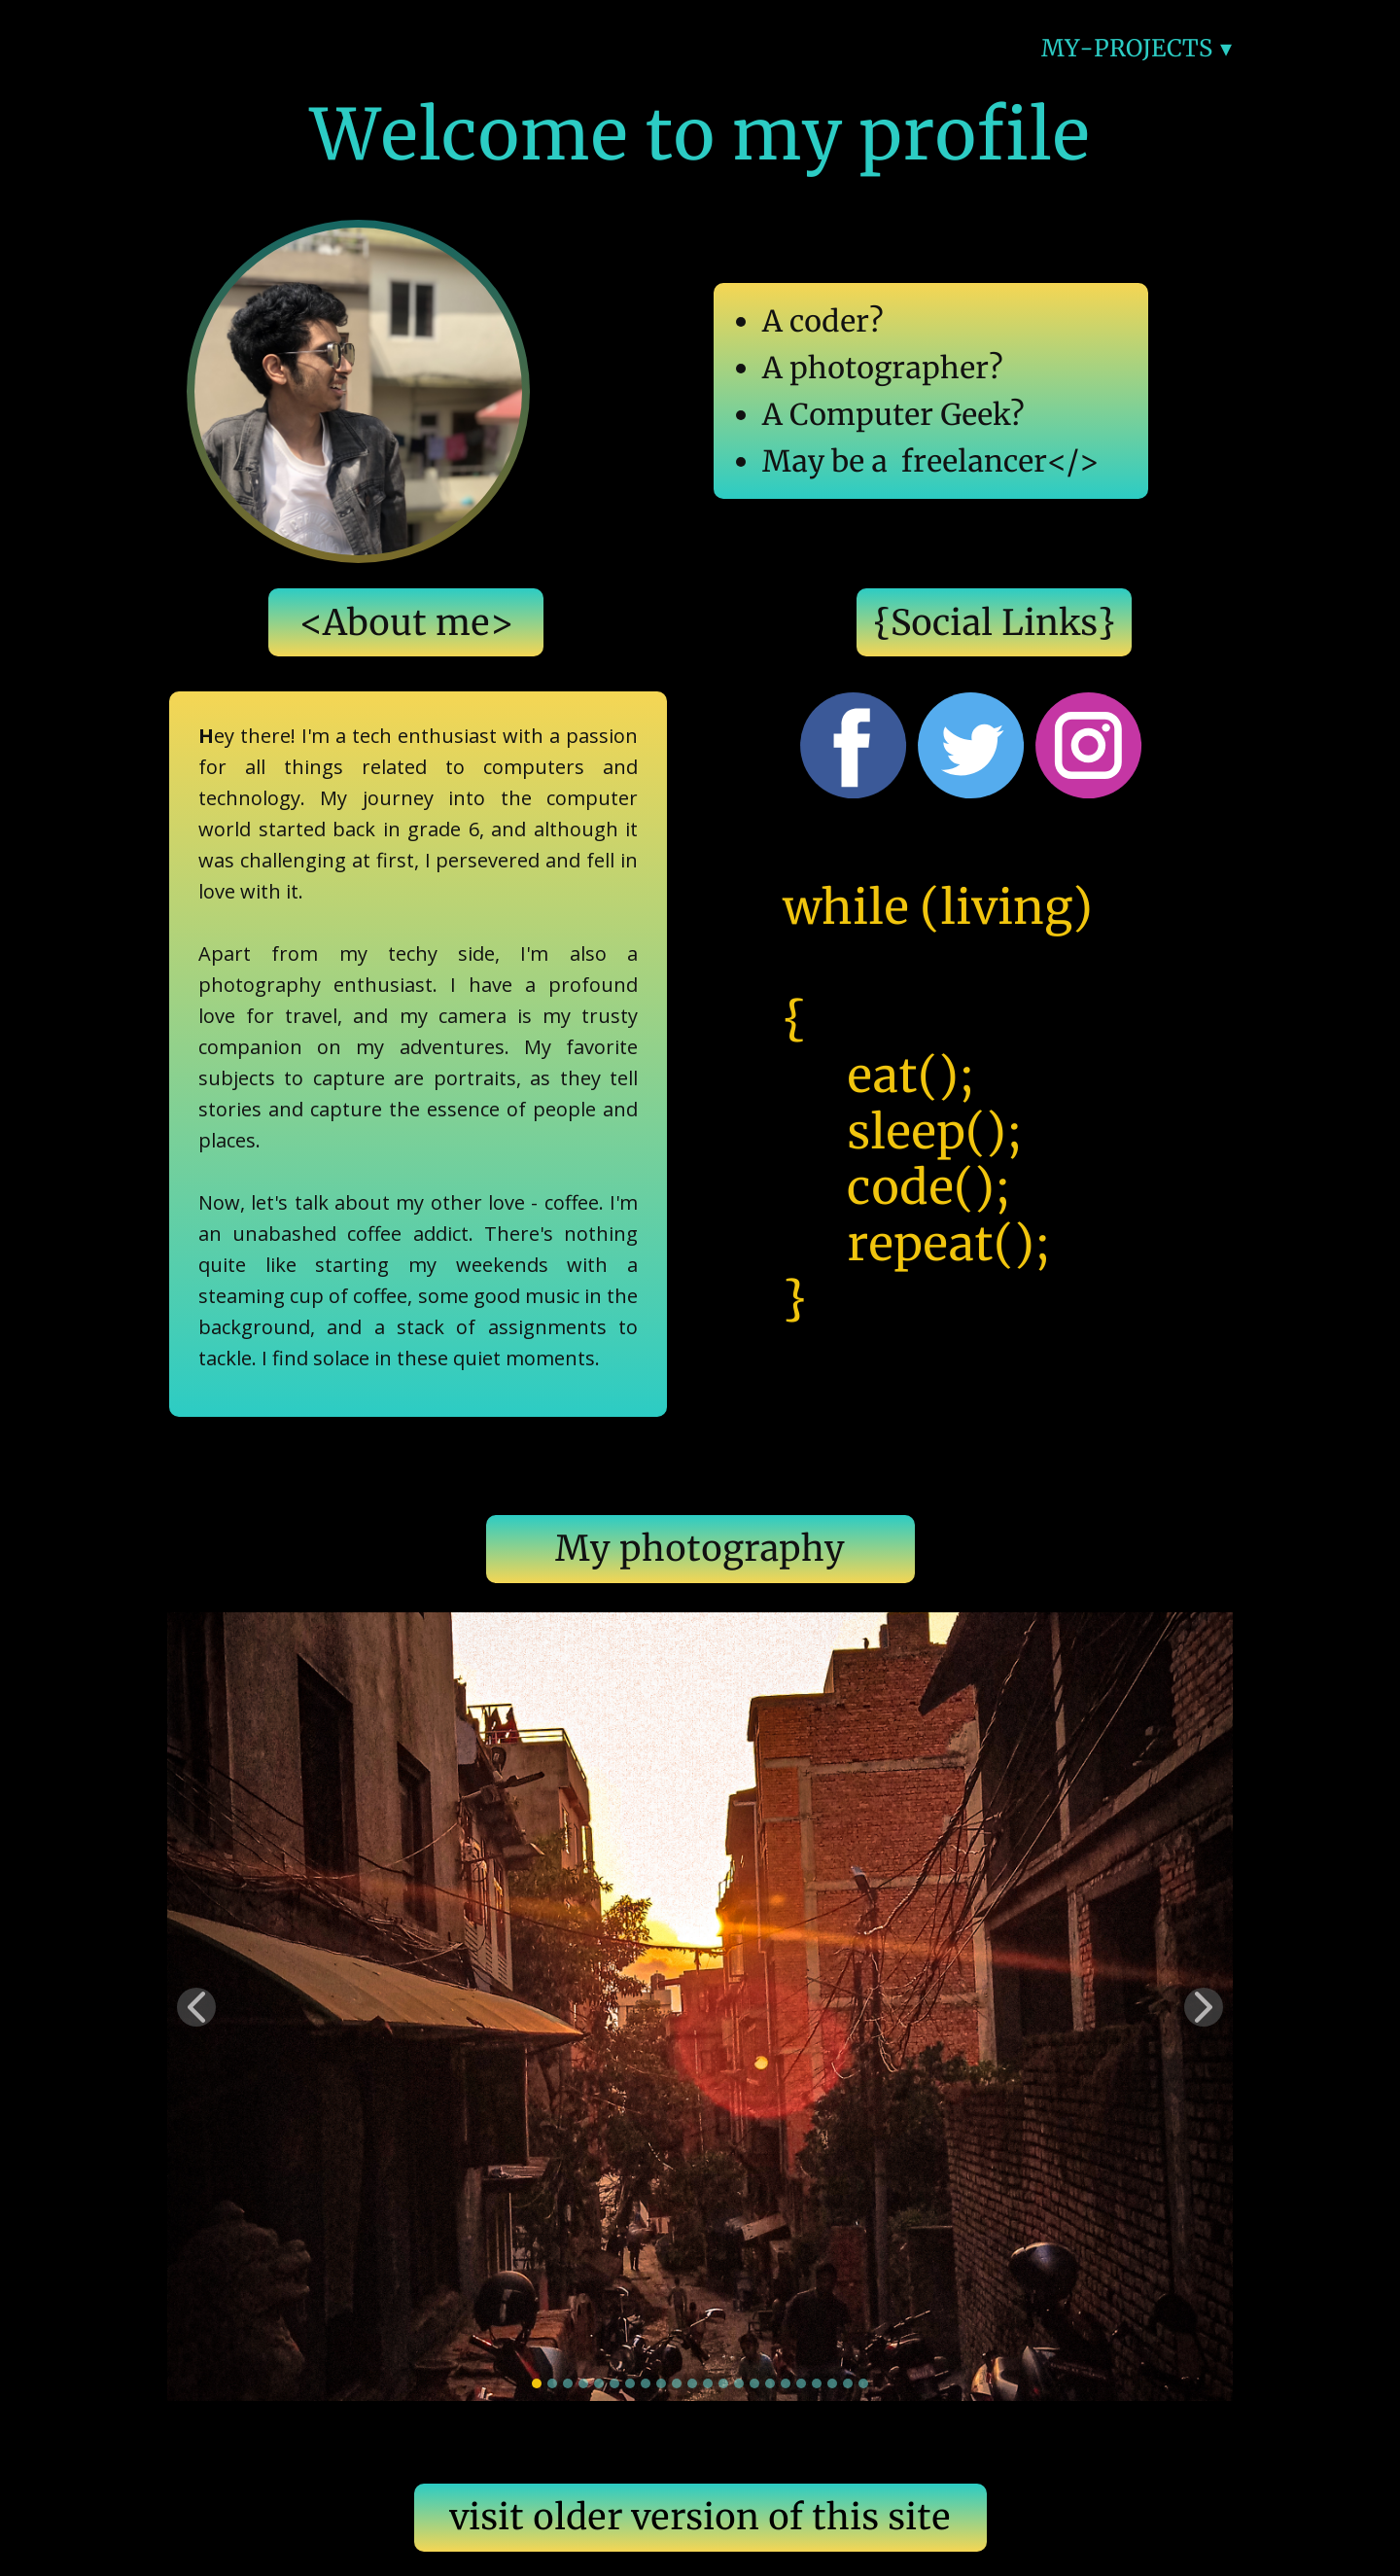 MY-PROJECTS ▾
Welcome to my profile
• A coder?
• A photographer?
• A Computer Geek?
• May be a  freelancer</>
<About me>
{Social Links}
Hey there! I'm a tech enthusiast with a passion
for all things related to computers and
technology. My journey into the computer
world started back in grade 6, and although it
was challenging at first, I persevered and fell in
love with it.
Apart from my techy side, I'm also a
photography enthusiast. I have a profound
love for travel, and my camera is my trusty
companion on my adventures. My favorite
subjects to capture are portraits, as they tell
stories and capture the essence of people and
places.
Now, let's talk about my other love - coffee. I'm
an unabashed coffee addict. There's nothing
quite like starting my weekends with a
steaming cup of coffee, some good music in the
background, and a stack of assignments to
tackle. I find solace in these quiet moments.
while (living)
{
eat();
sleep();
code();
repeat();
}
My photography
visit older version of this site